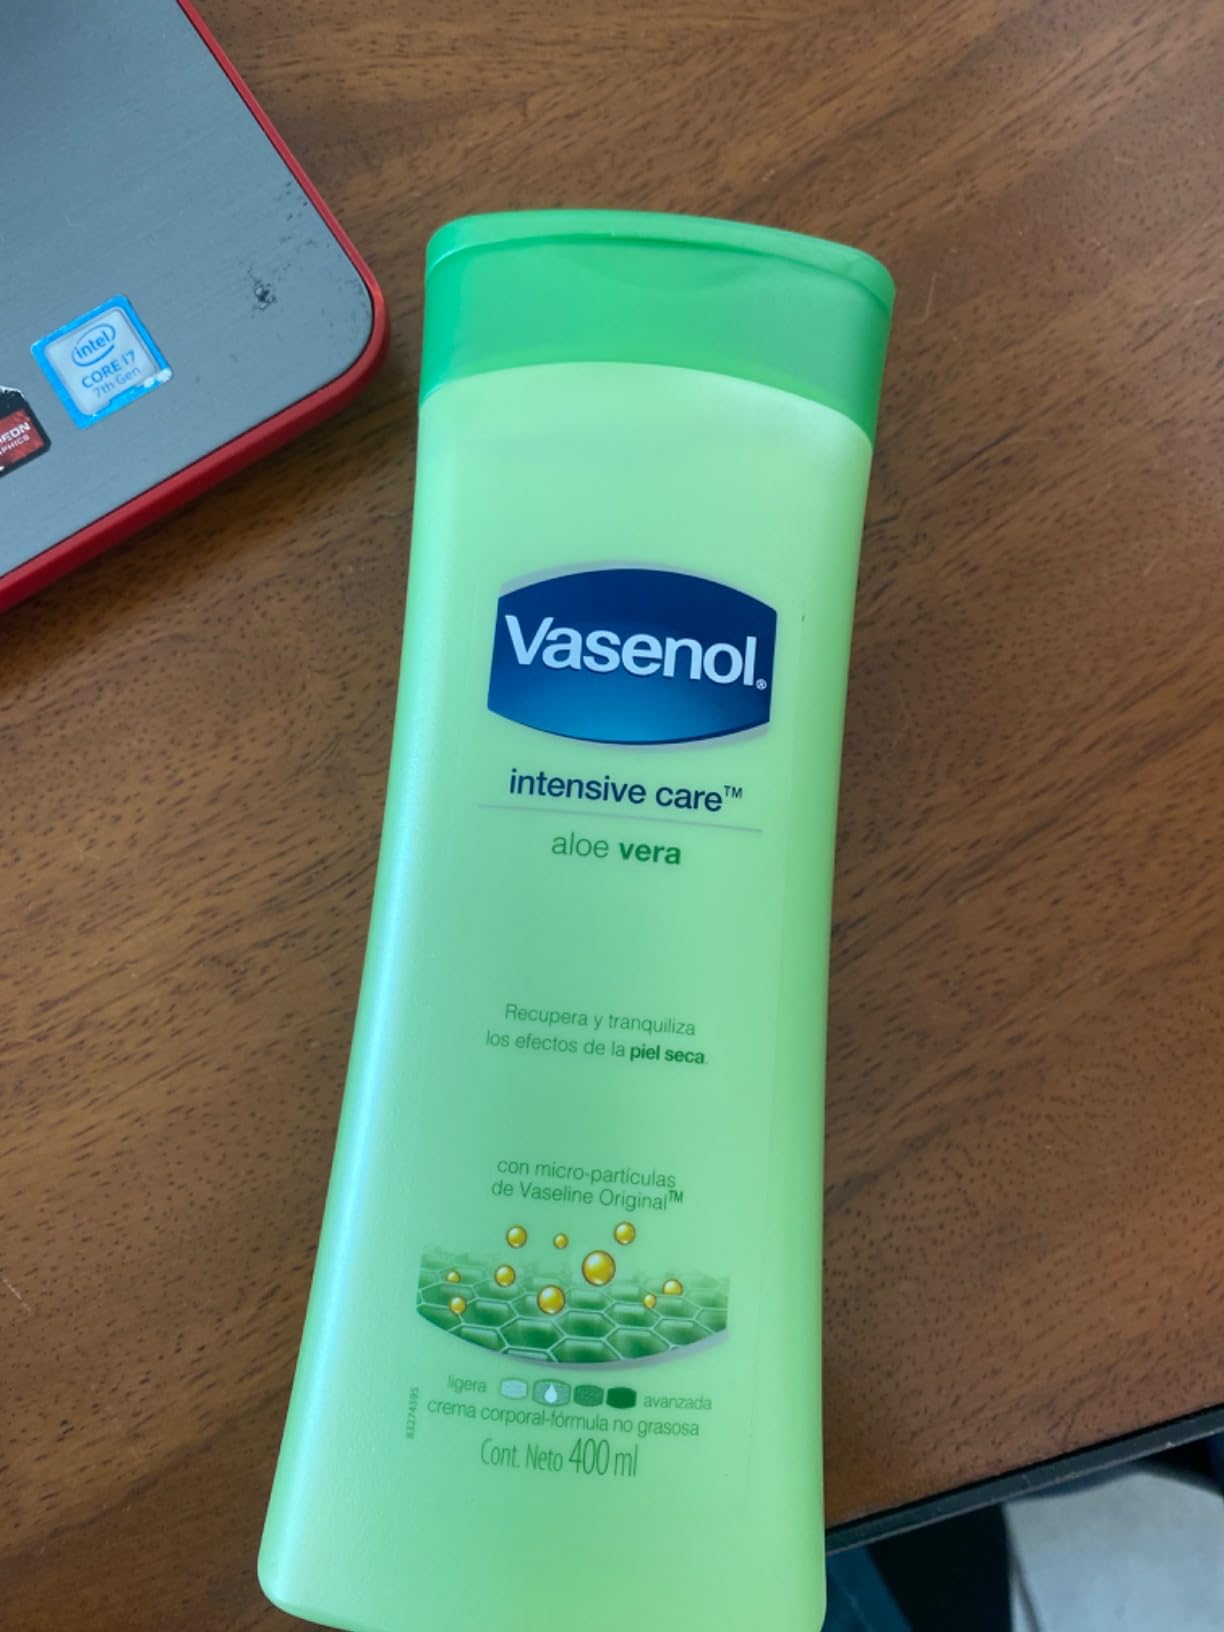 intel
CORE i7
7th Gen
Vasenol®
intensive care™
aloe vera
Recupera y tranquiliza
los efectos de la piel seca.
con micro-partículas
de Vaseline Original™
ligera avanzada
83274395
crema corporal-fórmula no grasosa
Cont. Neto 400 ml